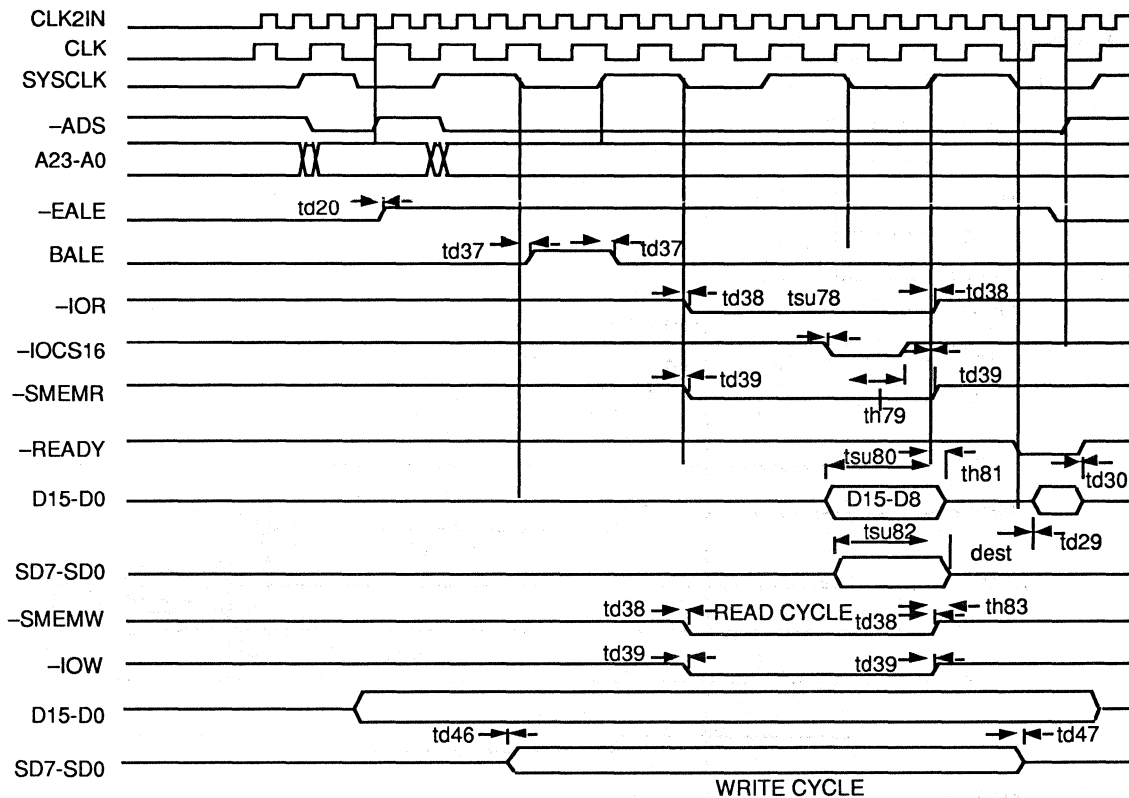 CLK2IN
CLK
SYSCLK
–ADS
A23-A0
–EALE
td20
BALE
td37
td37
–IOR
td38
tsu78
td38
–IOCS16
–SMEMR
td39
td39
th79
–READY
tsu80
th81
td30
D15-D0
D15-D8
tsu82
td29
dest
SD7-SD0
–SMEMW
td38
READ CYCLE
td38
th83
–IOW
td39
td39
D15-D0
td46
td47
SD7-SD0
WRITE CYCLE